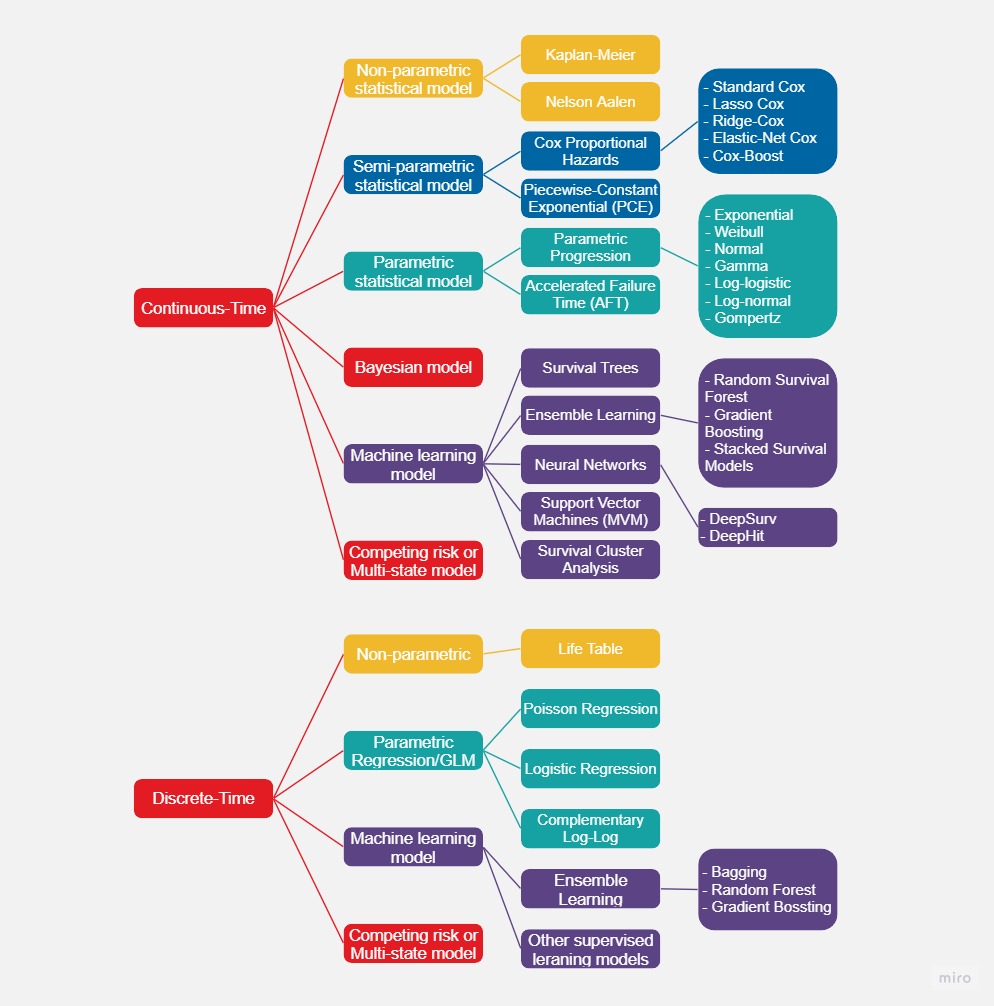 Non-parametric
statistical model
Kaplan-Meier
Nelson Aalen
Semi-parametric
statistical model
Cox Proportional
Hazards
- Standard Cox
- Lasso Cox
- Ridge-Cox
- Elastic-Net Cox
- Cox-Boost
Piecewise-Constant
Exponential (PCE)
Continuous-Time
Parametric
statistical model
Parametric
Progression
- Exponential
- Weibull
- Normal
- Gamma
- Log-logistic
- Log-normal
- Gompertz
Accelerated Failure
Time (AFT)
Bayesian model
Machine learning
model
Survival Trees
Ensemble Learning
- Random Survival
Forest
- Gradient
Boosting
- Stacked Survival
Models
Neural Networks
- DeepSurv
- DeepHit
Support Vector
Machines (MVM)
Survival Cluster
Analysis
Competing risk or
Multi-state model
Discrete-Time
Non-parametric
Life Table
Parametric
Regression/GLM
Poisson Regression
Logistic Regression
Complementary
Log-Log
Machine learning
model
Ensemble
Learning
- Bagging
- Random Forest
- Gradient Bossting
Other supervised
leraning models
Competing risk or
Multi-state model
miro